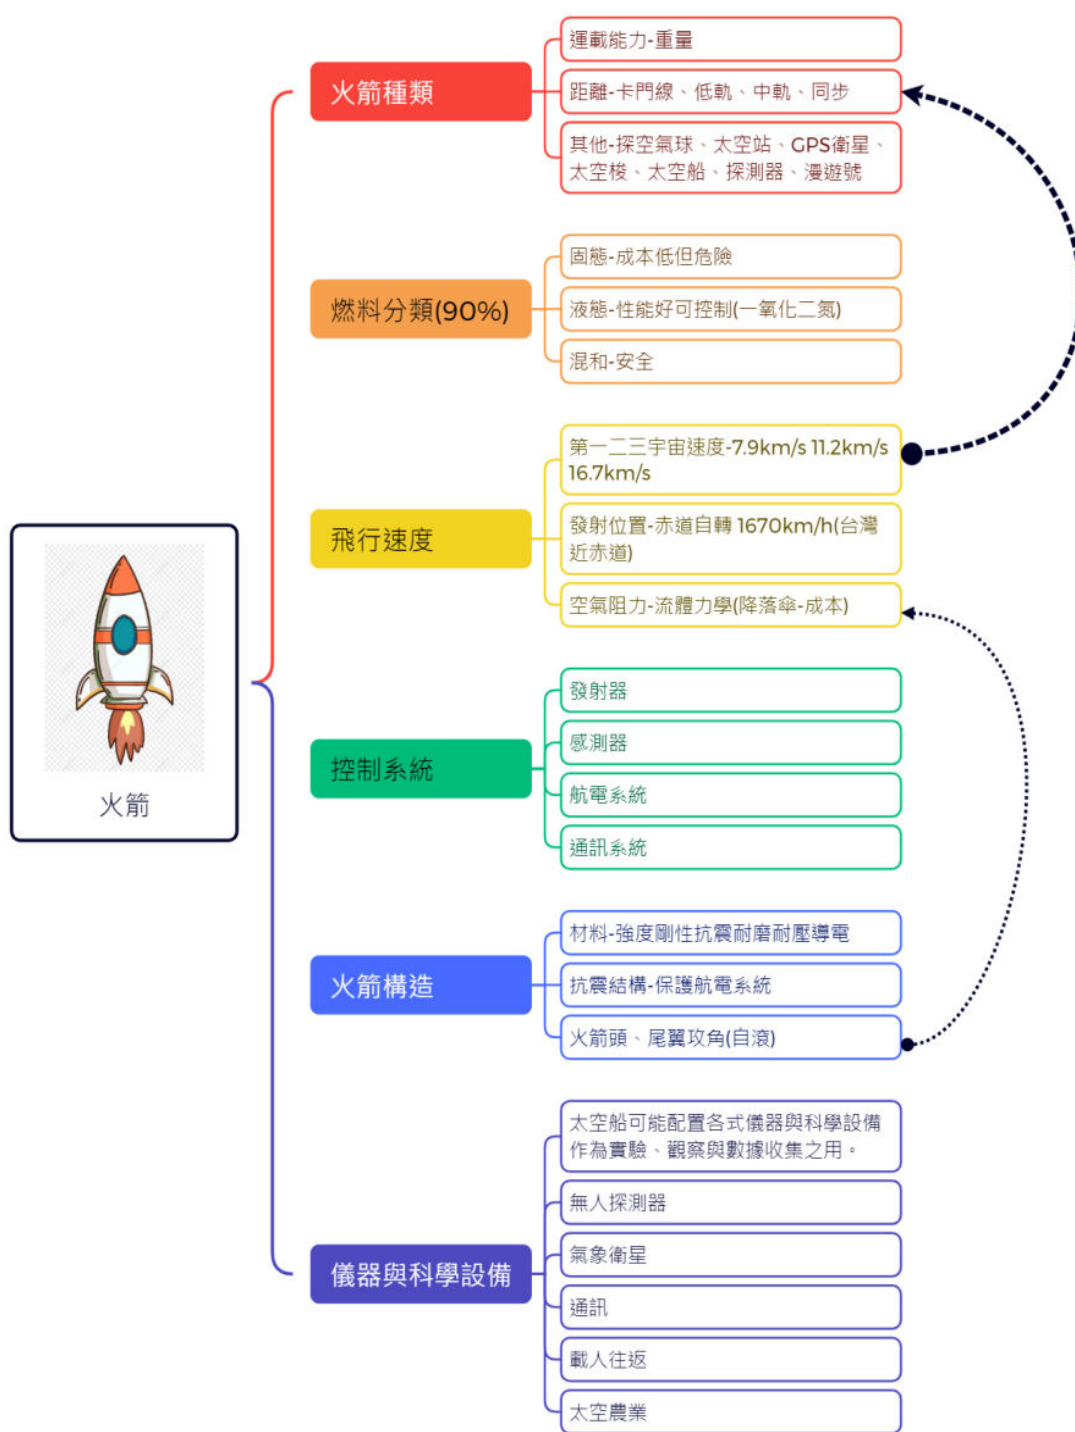 火箭
火箭種類
運載能力-重量
距離-卡門線、低軌、中軌、同步
其他-探空氣球、太空站、GPS衛星、
太空梭、太空船、探測器、漫遊號
燃料分類(90%)
固態-成本低但危險
液態-性能好可控制(一氧化二氮)
混和-安全
飛行速度
第一二三宇宙速度-7.9km/s 11.2km/s
16.7km/s
發射位置-赤道自轉 1670km/h(台灣
近赤道)
空氣阻力-流體力學(降落傘-成本)
控制系統
發射器
感測器
航電系統
通訊系統
火箭構造
材料-強度剛性抗震耐磨耐壓導電
抗震結構-保護航電系統
火箭頭、尾翼攻角(自滾)
儀器與科學設備
太空船可能配置各式儀器與科學設備
作為實驗、觀察與數據收集之用。
無人探測器
氣象衛星
通訊
載人往返
太空農業